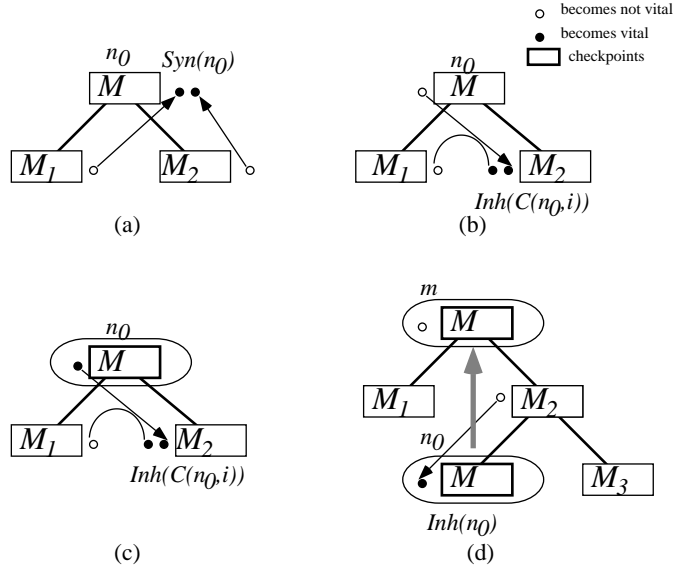 becomes not vital
becomes vital
checkpoints
n0
Syn(n0)
M
M1
M2
(a)
n0
M
M1
M2
Inh(C(n0,i))
(b)
n0
M
M1
M2
Inh(C(n0,i))
(c)
m
M
M1
M2
n0
M
M3
Inh(n0)
(d)